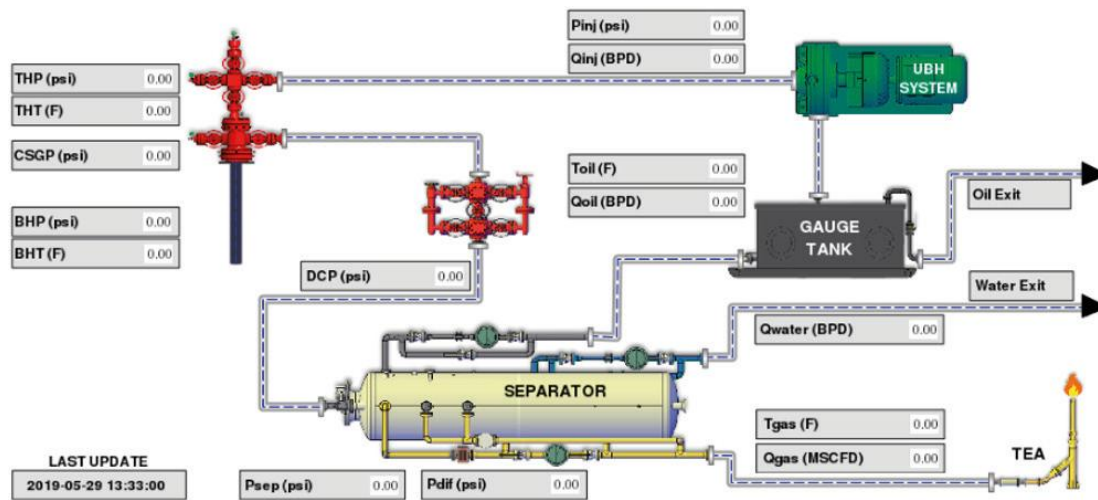 Pinj (psi) 0.00
Qinj (BPD) 0.00
UBH
SYSTEM
THP (psi) 0.00
THT (F) 0.00
CSGP (psi) 0.00
BHP (psi) 0.00
BHT (F) 0.00
Toil (F) 0.00
Qoil (BPD) 0.00
Oil Exit
GAUGE
TANK
DCP (psi) 0.00
Water Exit
Qwater (BPD) 0.00
SEPARATOR
Tgas (F) 0.00
Qgas (MSCFD) 0.00
TEA
LAST UPDATE
2019-05-29 13:33:00
Psep (psi) 0.00
Pdif (psi) 0.00